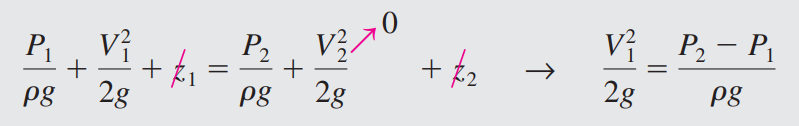 P₁/ρg + V₁²/2g + z₁ = P₂/ρg + V₂²/2g → 0 + z₂ → V₁²/2g = (P₂ − P₁)/ρg